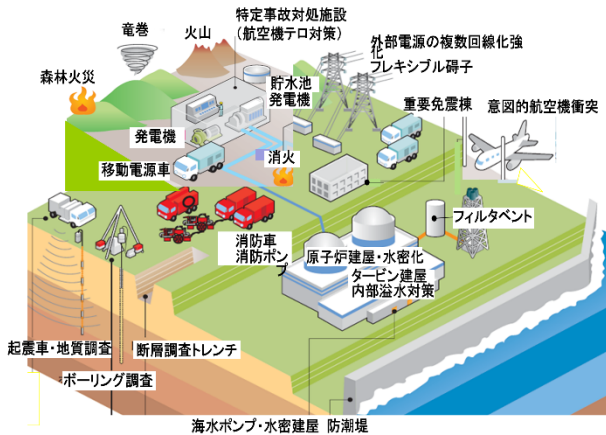 竜巻
火山
特定事故対処施設
(航空機テロ対策)
外部電源の複数回線化強
化
フレキシブル碍子
森林火災
貯水池
発電機
重要免震棟
意図的航空機衝突
発電機
移動電源車
消火
フィルタベント
消防車
消防ポン
プ
原子炉建屋・水密化
タービン建屋
内部溢水対策
起震車・地質調査
断層調査トレンチ
ボーリング調査
海水ポンプ・水密建屋
防潮堤